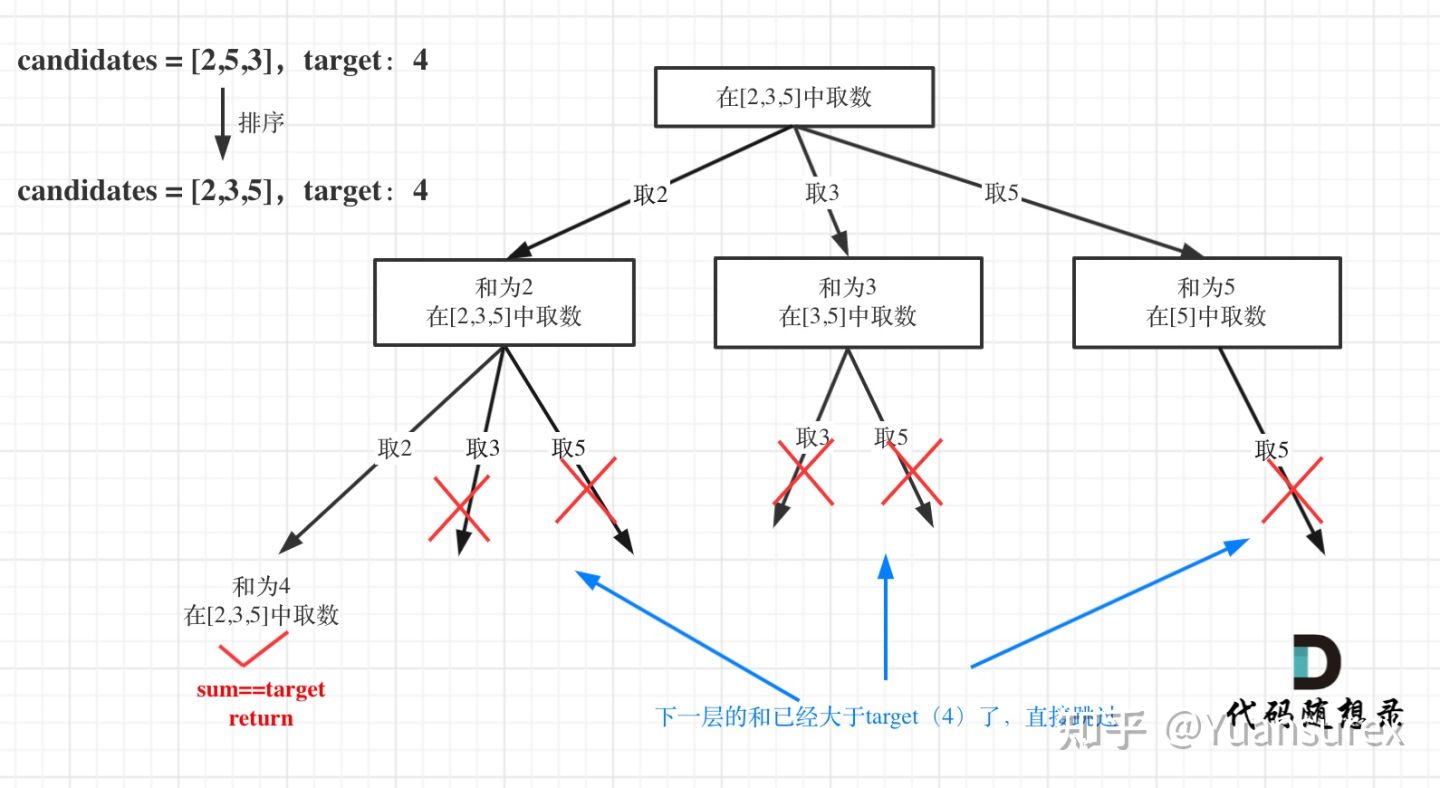 candidates = [2,5,3]，target：4
排序
candidates = [2,3,5]，target：4
在[2,3,5]中取数
取2
取3
取5
和为2
在[2,3,5]中取数
和为3
在[3,5]中取数
和为5
在[5]中取数
取2
取3
取5
取3
取5
取5
和为4
在[2,3,5]中取数
sum==target
return
下一层的和已经大于target（4）了，直接跳过
代码随想录
知乎 @Yuansurex